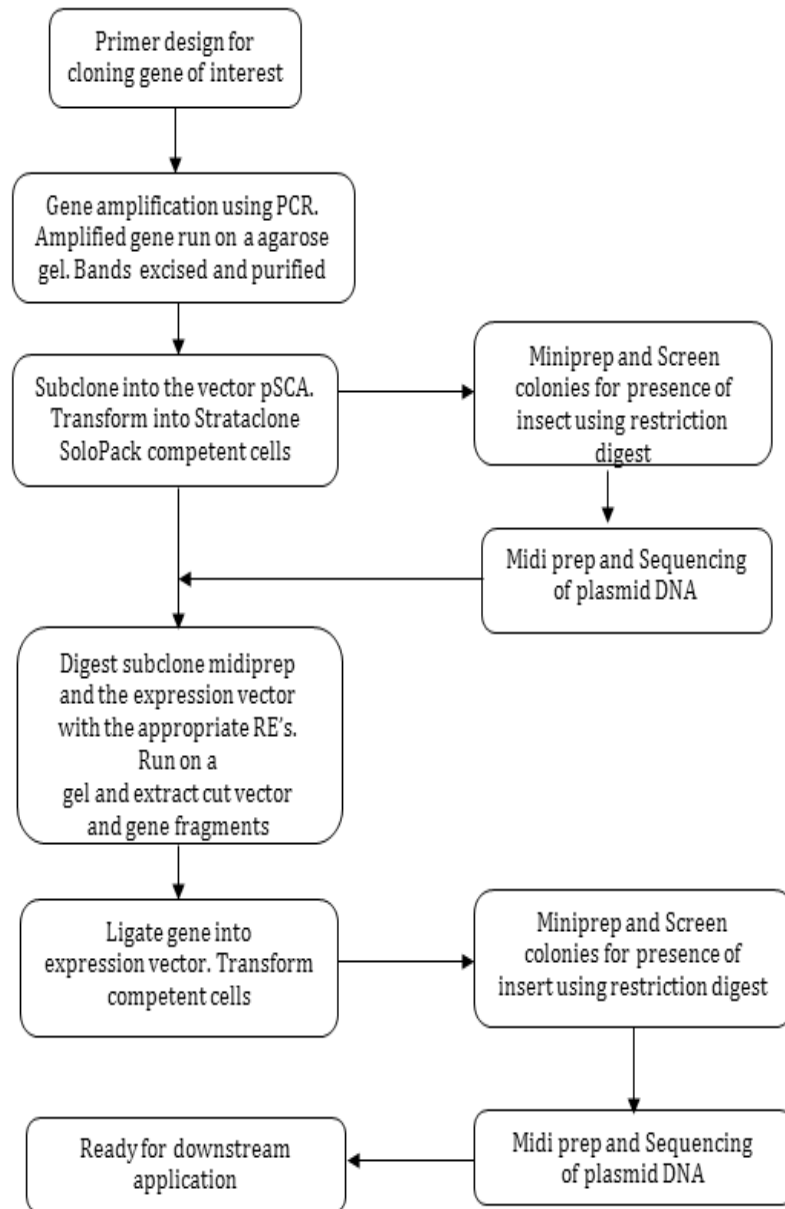 Primer design for
cloning gene of interest
Gene amplification using PCR.
Amplified gene run on a agarose
gel. Bands excised and purified
Subclone into the vector pSCA.
Transform into Strataclone
SoloPack competent cells
Miniprep and Screen
colonies for presence of
insect using restriction
digest
Midi prep and Sequencing
of plasmid DNA
Digest subclone midiprep
and the expression vector
with the appropriate RE's.
Run on a
gel and extract cut vector
and gene fragments
Ligate gene into
expression vector. Transform
competent cells
Miniprep and Screen
colonies for presence of
insert using restriction digest
Midi prep and Sequencing
of plasmid DNA
Ready for downstream
application